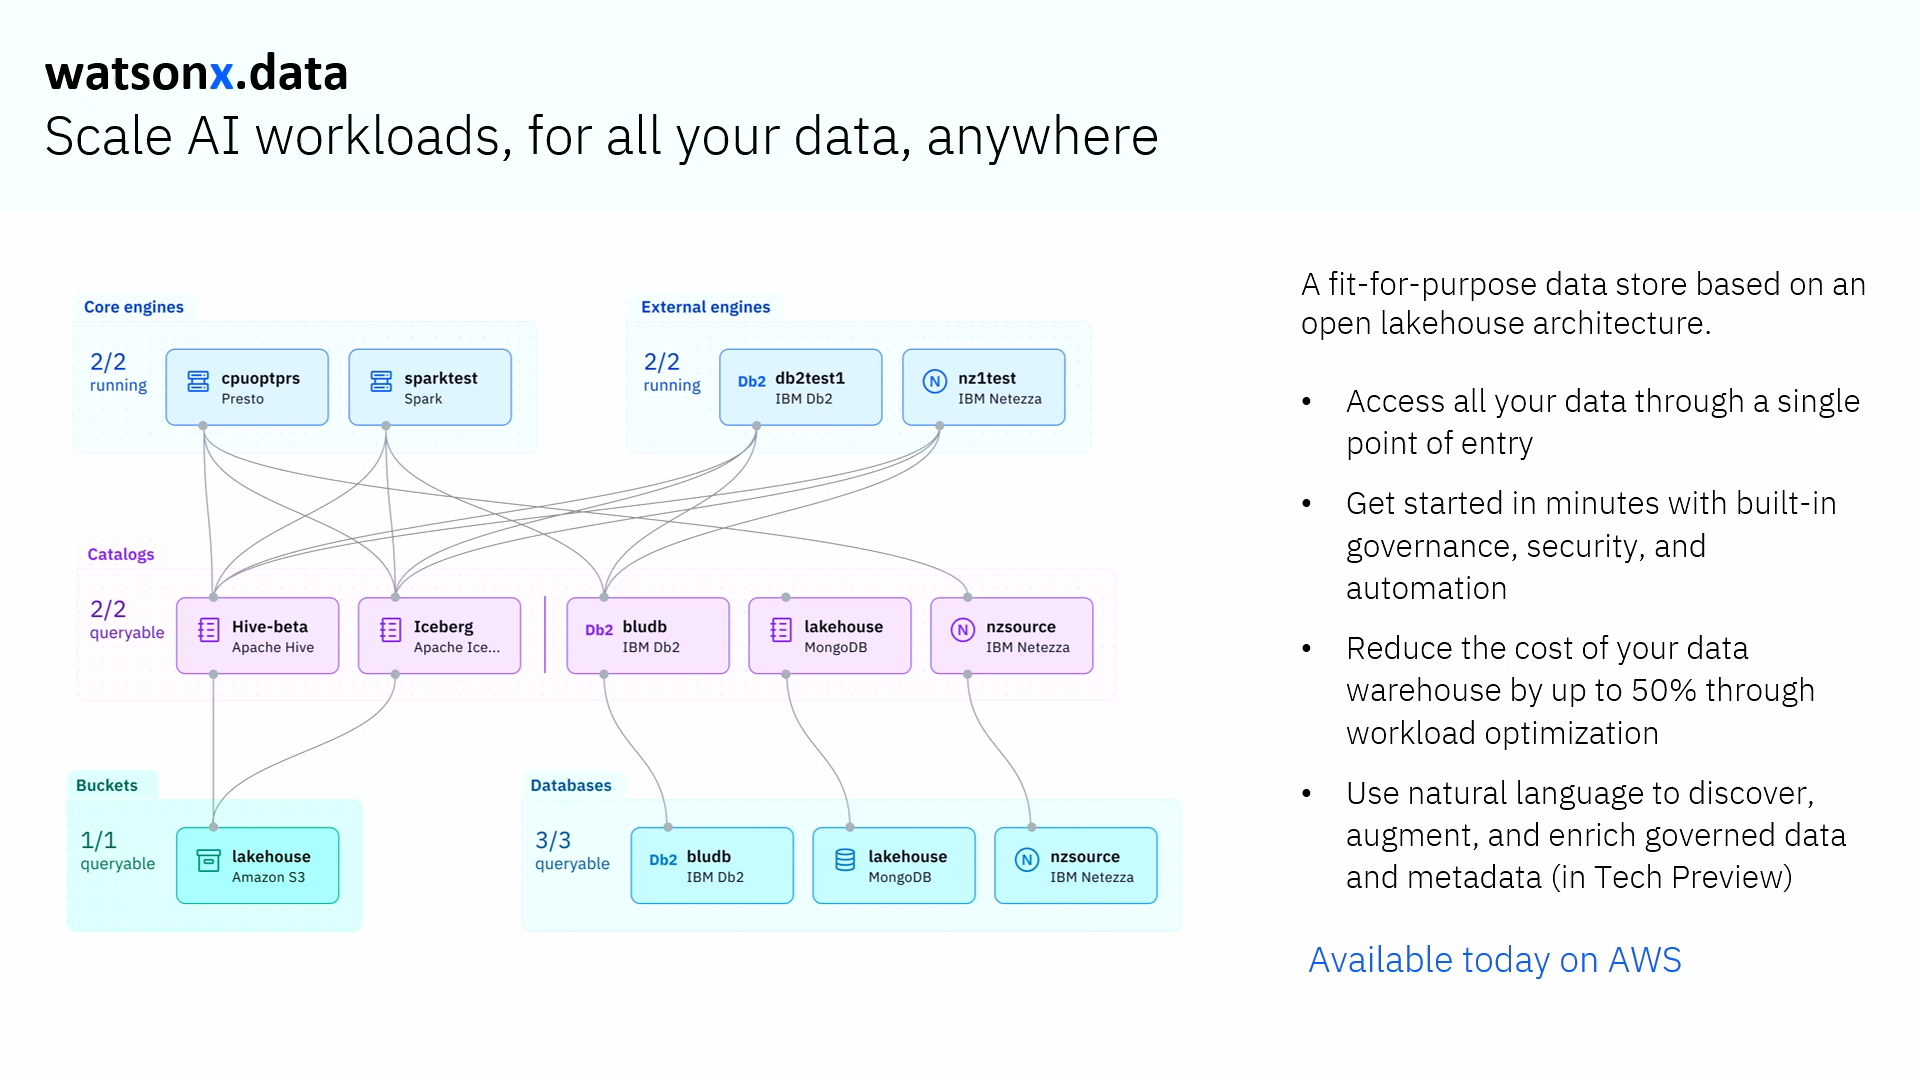 watsonx.data
Scale AI workloads, for all your data, anywhere
Core engines
2/2
running
cpuoptprs
Presto
sparktest
Spark
External engines
2/2
running
Db2
db2test1
IBM Db2
N
nz1test
IBM Netezza
Catalogs
2/2
queryable
Hive-beta
Apache Hive
Iceberg
Apache Ice...
Db2
bludb
IBM Db2
lakehouse
MongoDB
N
nzsource
IBM Netezza
Buckets
1/1
queryable
lakehouse
Amazon S3
Databases
3/3
queryable
Db2
bludb
IBM Db2
lakehouse
MongoDB
N
nzsource
IBM Netezza
A fit-for-purpose data store based on an
open lakehouse architecture.
• Access all your data through a single
point of entry
• Get started in minutes with built-in
governance, security, and
automation
• Reduce the cost of your data
warehouse by up to 50% through
workload optimization
• Use natural language to discover,
augment, and enrich governed data
and metadata (in Tech Preview)
Available today on AWS